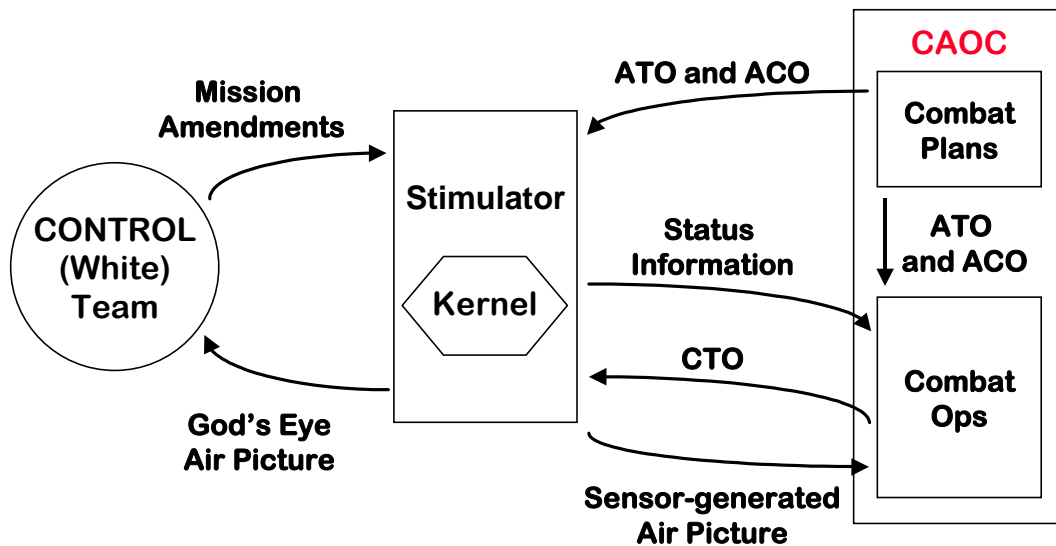 CAOC
ATO and ACO
Mission
Amendments
Combat
Plans
Stimulator
CONTROL
(White)
Team
Status
Information
ATO
and ACO
Kernel
CTO
Combat
Ops
God's Eye
Air Picture
Sensor-generated
Air Picture